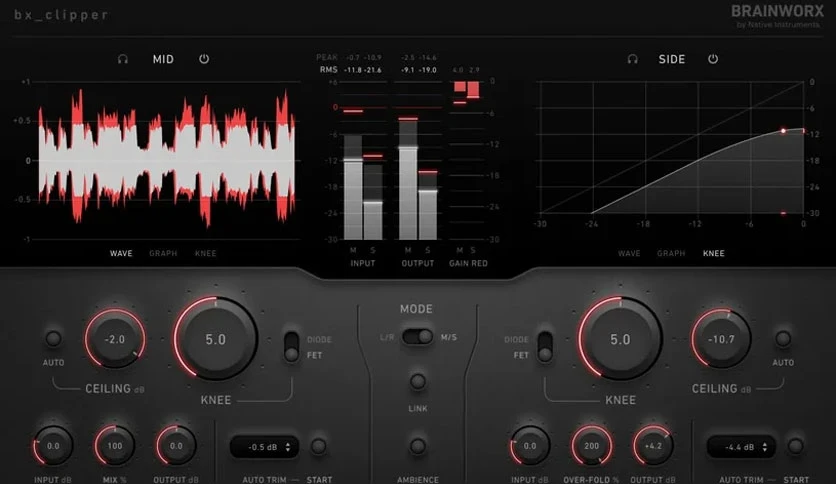 bx_clipper
BRAINWORX
by Native Instruments
MID
SIDE
PEAK -0.7 -10.9 -2.5 -14.6
RMS -11.8 -21.6 -9.1 -19.0 4.0 2.9
+1
+0.5
0
-0.5
-1
+6
0
-6
-12
-18
-24
-30
0
-6
-12
-18
-24
-30
0
-6
-12
-18
-24
-30
-30 -24 -18 -12 -6 0
M S M S M S
INPUT OUTPUT GAIN RED
WAVE GRAPH KNEE
WAVE GRAPH KNEE
MODE
L/R M/S
LINK
AMBIENCE
-2.0
5.0
DIODE
FET
AUTO
CEILING dB
KNEE
0.0
100
0.0
-0.5 dB
INPUT dB
MIX %
OUTPUT dB
AUTO TRIM
START
DIODE
FET
5.0
-10.7
AUTO
KNEE
CEILING dB
0.0
200
+4.2
-4.4 dB
INPUT dB
OVER-FOLD %
OUTPUT dB
AUTO TRIM
START